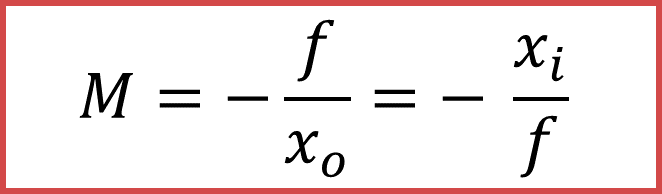 M = − f/xₒ = − xᵢ/f